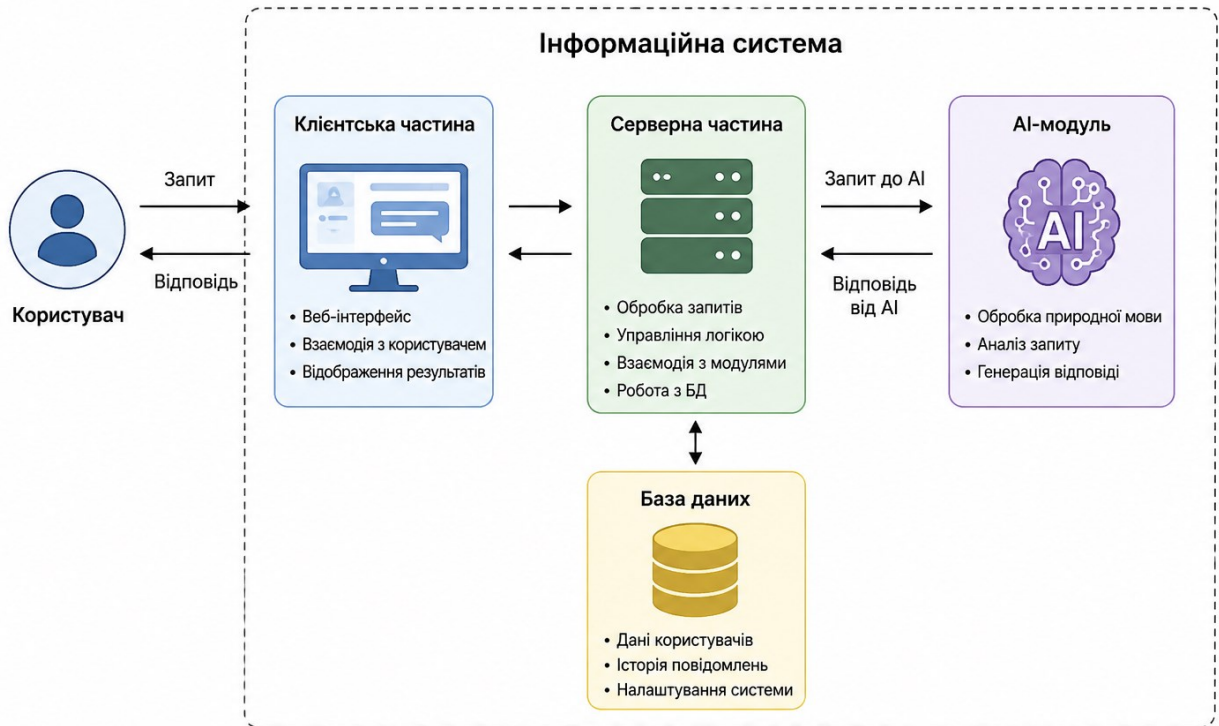 Інформаційна система
Клієнтська частина
• Веб-інтерфейс
• Взаємодія з користувачем
• Відображення результатів
Серверна частина
• Обробка запитів
• Управління логікою
• Взаємодія з модулями
• Робота з БД
AI-модуль
AI
• Обробка природної мови
• Аналіз запиту
• Генерація відповіді
Запит
Відповідь
Користувач
Запит до AI
Відповідь
від AI
База даних
• Дані користувачів
• Історія повідомлень
• Налаштування системи